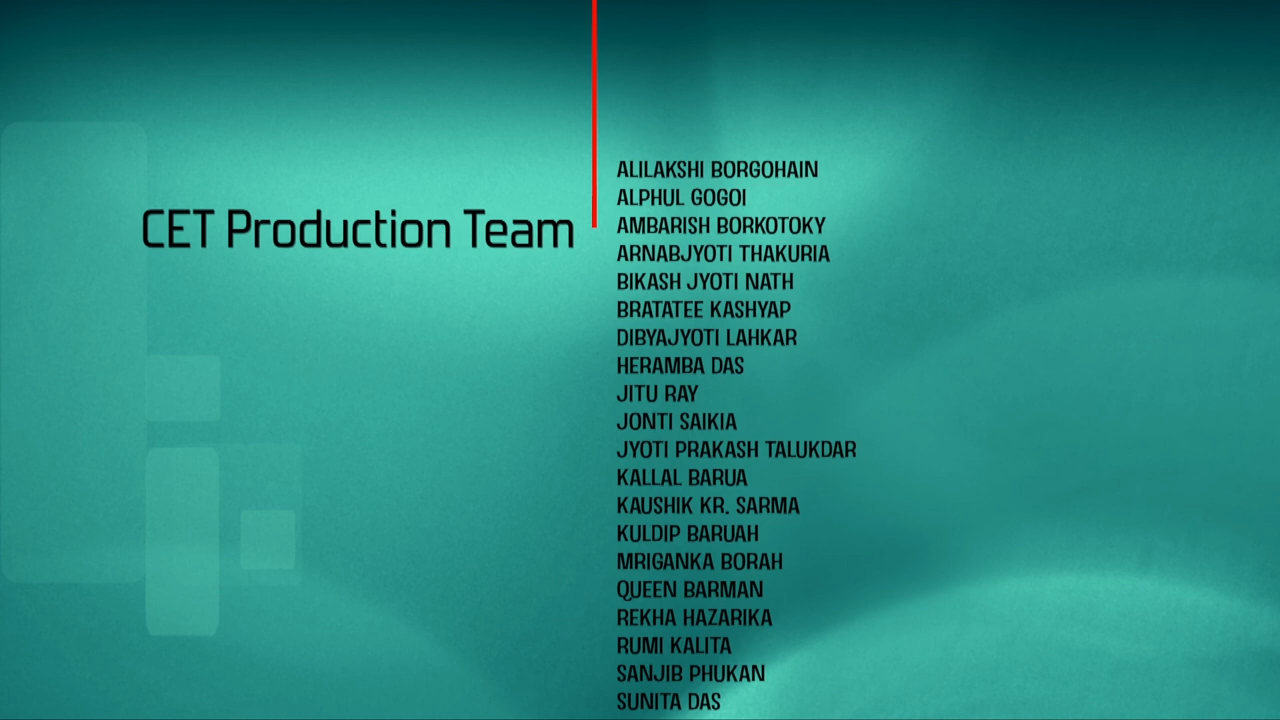 CET Production Team
ALILAKSHI BORGOHAIN
ALPHUL GOGOI
AMBARISH BORKOTOKY
ARNABJYOTI THAKURIA
BIKASH JYOTI NATH
BRATATEE KASHYAP
DIBYAJYOTI LAHKAR
HERAMBA DAS
JITU RAY
JONTI SAIKIA
JYOTI PRAKASH TALUKDAR
KALLAL BARUA
KAUSHIK KR. SARMA
KULDIP BARUAH
MRIGANKA BORAH
QUEEN BARMAN
REKHA HAZARIKA
RUMI KALITA
SANJIB PHUKAN
SUNITA DAS